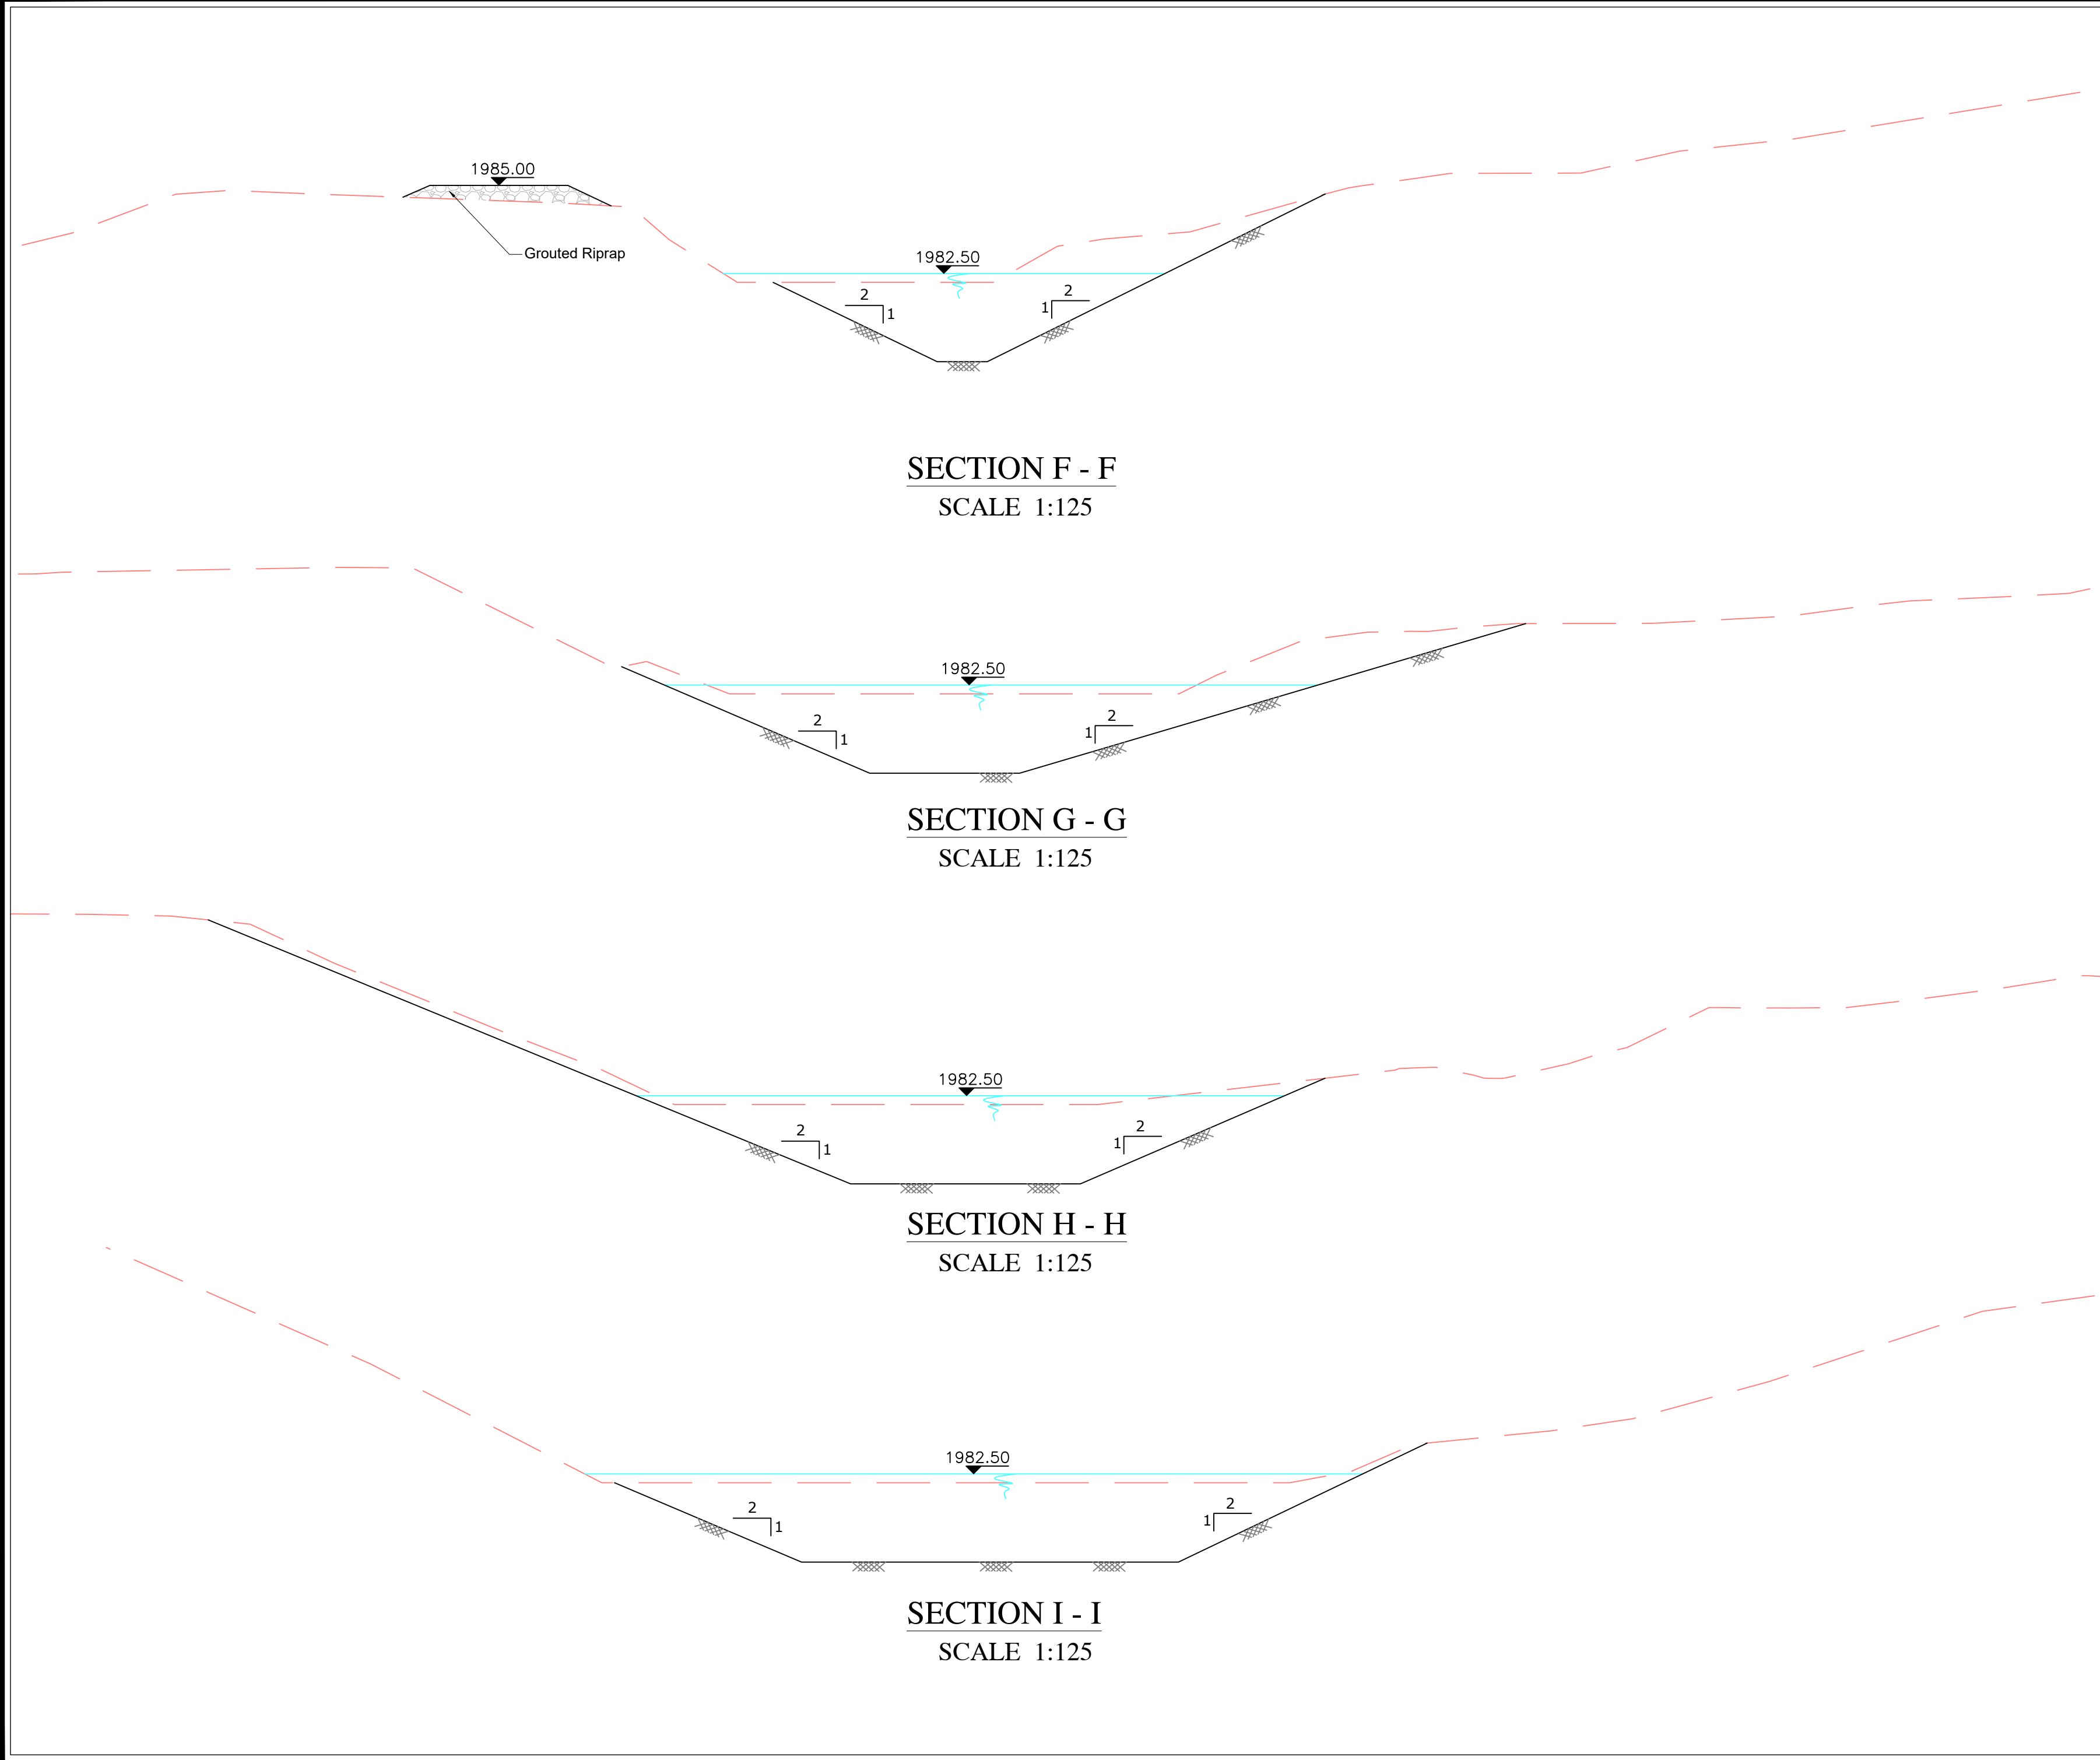 1985.00
Grouted Riprap
1982.50
2
1
2
1
SECTION F - F
SCALE 1:125
1982.50
2
1
2
1
SECTION G - G
SCALE 1:125
1982.50
2
1
2
1
SECTION H - H
SCALE 1:125
1982.50
2
1
2
1
SECTION I - I
SCALE 1:125